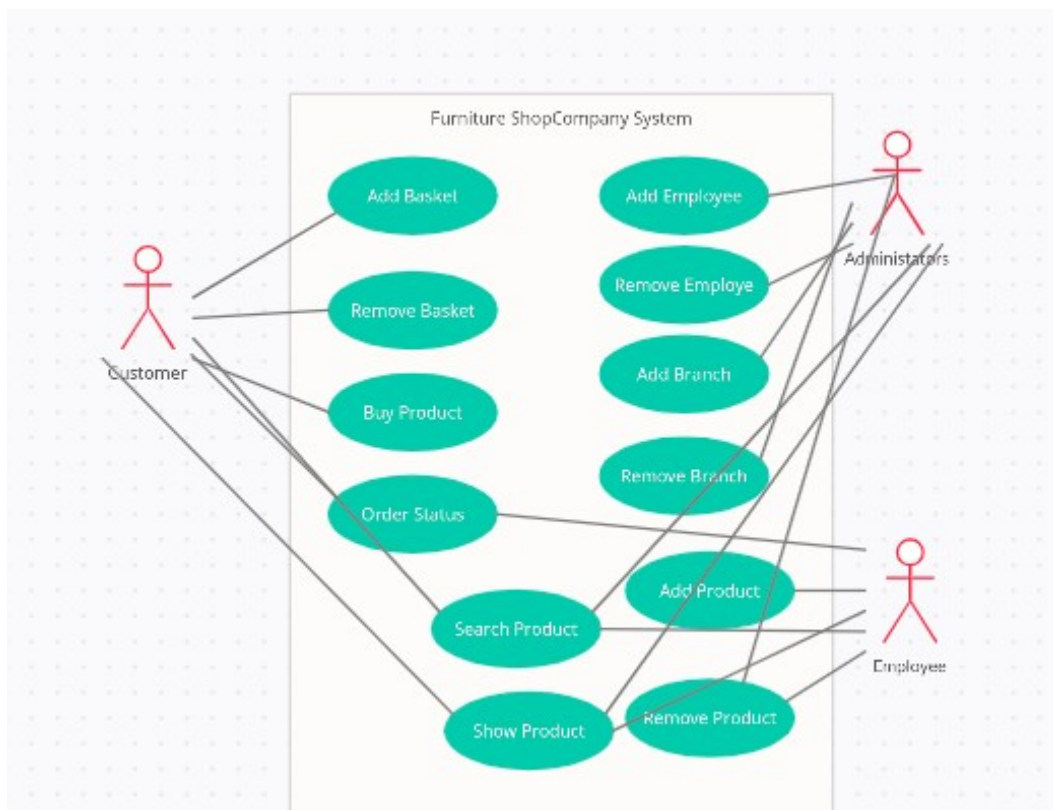 Furniture ShopCompany System
Add Basket
Add Employee
Remove Employe
Administators
Remove Basket
Customer
Add Branch
Buy Product
Remove Branch
Order Status
Add Product
Search Product
Employee
Show Product
Remove Product